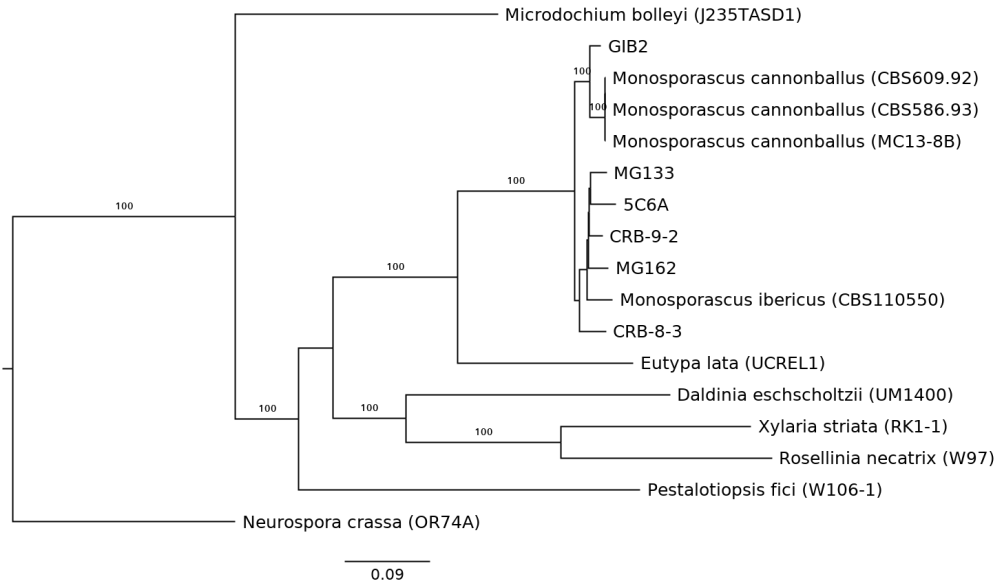 Microdochium bolleyi (J235TASD1)
GIB2
100
Monosporascus cannonballus (CBS609.92)
100
Monosporascus cannonballus (CBS586.93)
Monosporascus cannonballus (MC13-8B)
MG133
100
5C6A
100
CRB-9-2
MG162
100
Monosporascus ibericus (CBS110550)
CRB-8-3
Eutypa lata (UCREL1)
Daldinia eschscholtzii (UM1400)
100
100
Xylaria striata (RK1-1)
100
Rosellinia necatrix (W97)
Pestalotiopsis fici (W106-1)
Neurospora crassa (OR74A)
0.09